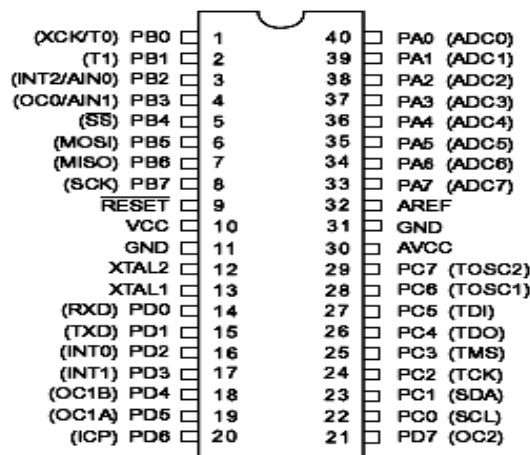 (XCK/T0) PB0 1 40 PA0 (ADC0)
(T1) PB1 2 39 PA1 (ADC1)
(INT2/AIN0) PB2 3 38 PA2 (ADC2)
(OC0/AIN1) PB3 4 37 PA3 (ADC3)
(S̅S̅) PB4 5 36 PA4 (ADC4)
(MOSI) PB5 6 35 PA5 (ADC5)
(MISO) PB6 7 34 PA6 (ADC6)
(SCK) PB7 8 33 PA7 (ADC7)
R̅E̅S̅E̅T̅ 9 32 AREF
VCC 10 31 GND
GND 11 30 AVCC
XTAL2 12 29 PC7 (TOSC2)
XTAL1 13 28 PC6 (TOSC1)
(RXD) PD0 14 27 PC5 (TDI)
(TXD) PD1 15 26 PC4 (TDO)
(INT0) PD2 16 25 PC3 (TMS)
(INT1) PD3 17 24 PC2 (TCK)
(OC1B) PD4 18 23 PC1 (SDA)
(OC1A) PD5 19 22 PC0 (SCL)
(ICP) PD6 20 21 PD7 (OC2)